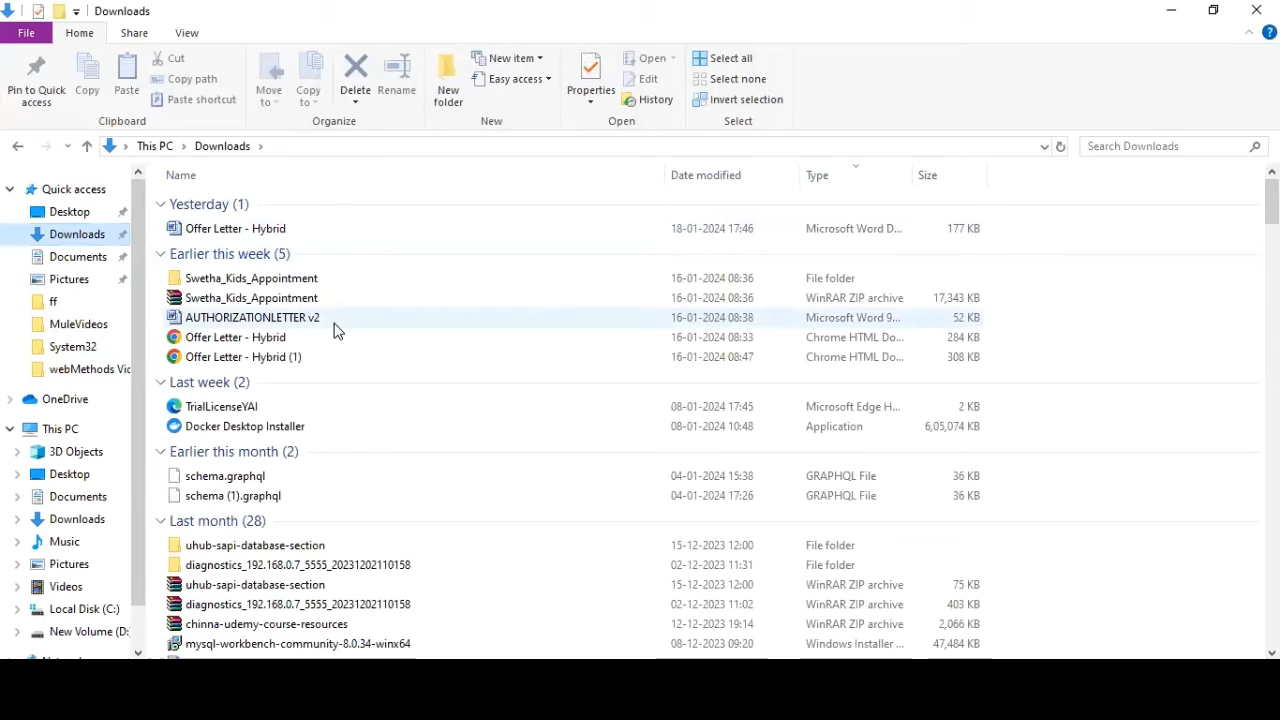 Downloads
File Home Share View
Pin to Quick access
Copy
Paste
Cut
Copy path
Paste shortcut
Clipboard
Move to
Copy to
Delete
Rename
Organize
New folder
New item
Easy access
New
Properties
Open
Edit
History
Open
Select all
Select none
Invert selection
Select
This PC Downloads
Search Downloads
Quick access
Desktop
Downloads
Documents
Pictures
ff
MuleVideos
System32
webMethods Vic
OneDrive
This PC
3D Objects
Desktop
Documents
Downloads
Music
Pictures
Videos
Local Disk (C:)
New Volume (D:
Name Date modified Type Size
Yesterday (1)
Offer Letter - Hybrid 18-01-2024 17:46 Microsoft Word D... 177 KB
Earlier this week (5)
Swetha_Kids_Appointment 16-01-2024 08:36 File folder
Swetha_Kids_Appointment 16-01-2024 08:36 WinRAR ZIP archive 17,343 KB
AUTHORIZATIONLETTER v2 16-01-2024 08:38 Microsoft Word 9... 52 KB
Offer Letter - Hybrid 16-01-2024 08:33 Chrome HTML Do... 284 KB
Offer Letter - Hybrid (1) 16-01-2024 08:47 Chrome HTML Do... 308 KB
Last week (2)
TrialLicenseYAI 08-01-2024 17:45 Microsoft Edge H... 2 KB
Docker Desktop Installer 08-01-2024 10:48 Application 6,05,074 KB
Earlier this month (2)
schema.graphql 04-01-2024 15:38 GRAPHQL File 36 KB
schema (1).graphql 04-01-2024 17:26 GRAPHQL File 36 KB
Last month (28)
uhub-sapi-database-section 15-12-2023 12:00 File folder
diagnostics_192.168.0.7_5555_20231202110158 02-12-2023 11:31 File folder
uhub-sapi-database-section 15-12-2023 12:00 WinRAR ZIP archive 75 KB
diagnostics_192.168.0.7_5555_20231202110158 02-12-2023 11:02 WinRAR ZIP archive 403 KB
chinna-udemy-course-resources 12-12-2023 19:14 WinRAR ZIP archive 2,066 KB
mysql-workbench-community-8.0.34-winx64 08-12-2023 09:20 Windows Installer ... 47,484 KB